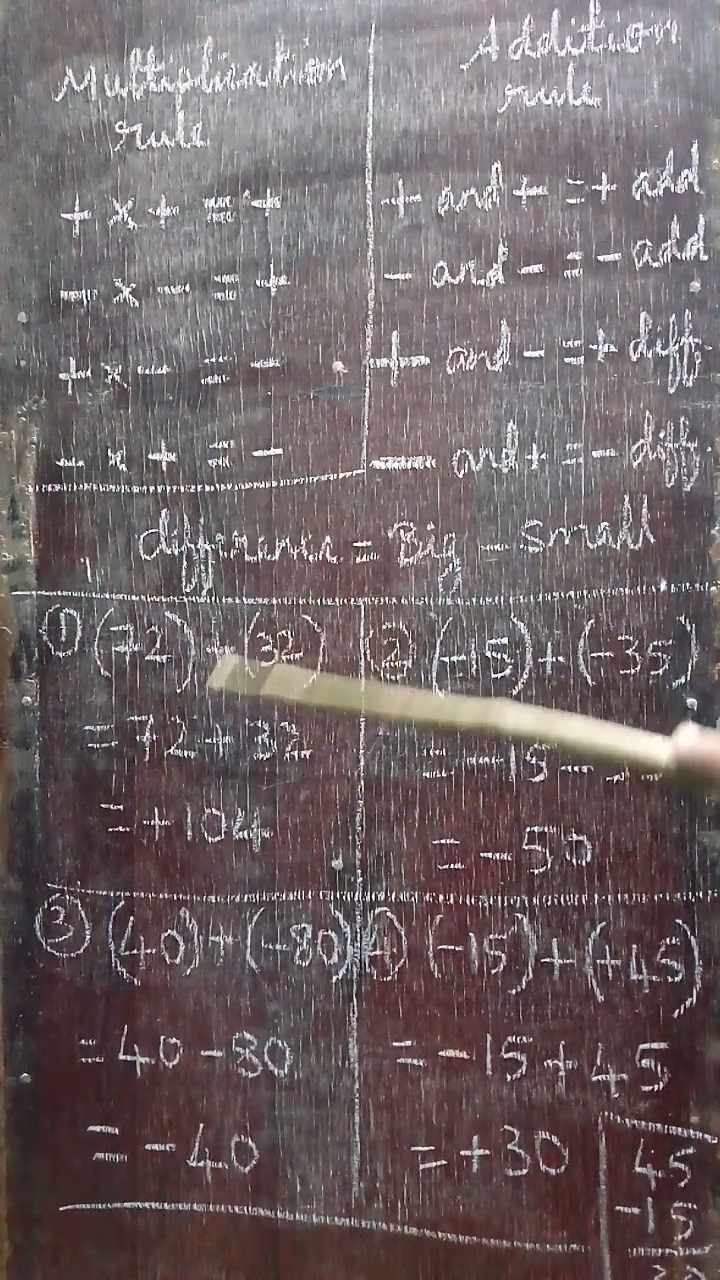 Multiplication
rule
+ x + = +
- x - = +
+ x - = -
- x + = -
Addition
rule
+ and + = + add
- and - = - add
+ and - = + diff
- and + = - diff.
difference = Big - small
① (72) + (32)
= 72 + 32
= + 104
② (-15) + (-35)
= -15 -
= - 50
③ (40) + (-80)
= 40 - 80
= - 40
④ (-15) + (+45)
= -15 + 45
= +30
45
-15